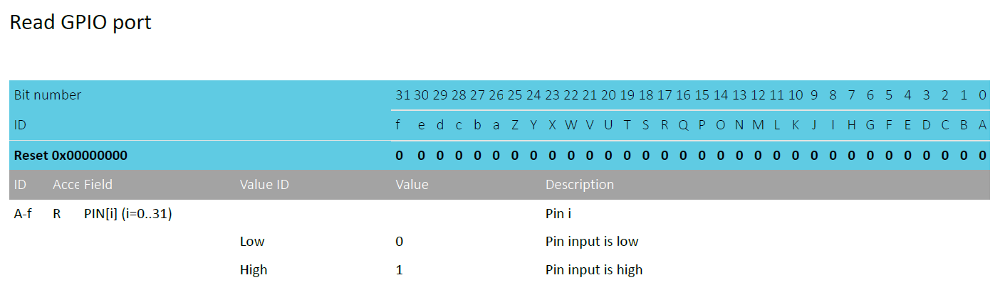 Read GPIO port
Bit number 31 30 29 28 27 26 25 24 23 22 21 20 19 18 17 16 15 14 13 12 11 10 9 8 7 6 5 4 3 2 1 0
ID f e d c b a Z Y X W V U T S R Q P O N M L K J I H G F E D C B A
Reset 0x00000000 0 0 0 0 0 0 0 0 0 0 0 0 0 0 0 0 0 0 0 0 0 0 0 0 0 0 0 0 0 0 0 0
ID Acce Field Value ID Value Description
A-f R PIN[i] (i=0..31) Pin i
Low 0 Pin input is low
High 1 Pin input is high